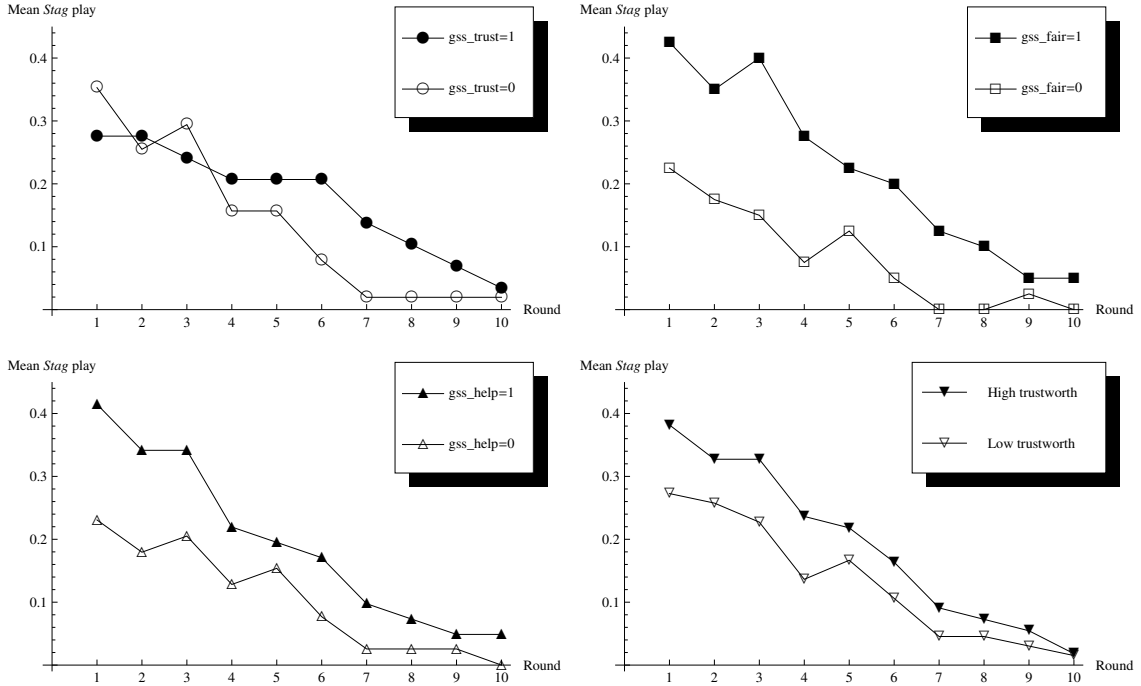 Mean Stag play
gss_trust=1
gss_trust=0
0.4
0.3
0.2
0.1
1 2 3 4 5 6 7 8 9 10
Round
Mean Stag play
gss_fair=1
gss_fair=0
0.4
0.3
0.2
0.1
1 2 3 4 5 6 7 8 9 10
Round
Mean Stag play
gss_help=1
gss_help=0
0.4
0.3
0.2
0.1
1 2 3 4 5 6 7 8 9 10
Round
Mean Stag play
High trustworth
Low trustworth
0.4
0.3
0.2
0.1
1 2 3 4 5 6 7 8 9 10
Round